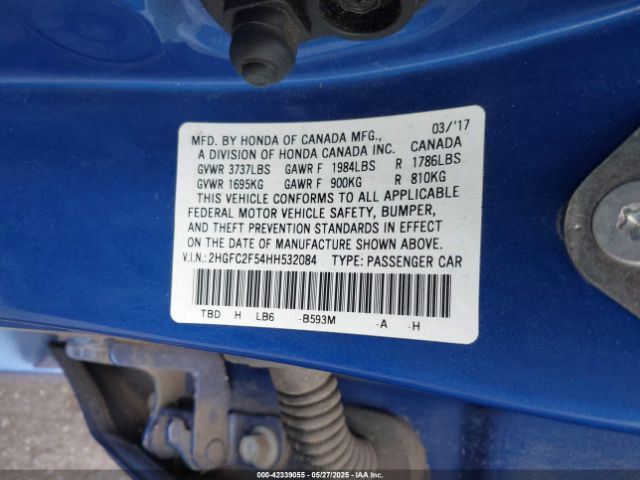 MFD. BY HONDA OF CANADA MFG., 03/'17
A DIVISION OF HONDA CANADA INC. CANADA
GVWR 3737LBS GAWR F 1984LBS R 1786LBS
GVWR 1695KG GAWR F 900KG R 810KG
THIS VEHICLE CONFORMS TO ALL APPLICABLE
FEDERAL MOTOR VEHICLE SAFETY, BUMPER,
AND THEFT PREVENTION STANDARDS IN EFFECT
ON THE DATE OF MANUFACTURE SHOWN ABOVE.
V.I.N.: 2HGFC2F54HH532084 TYPE: PASSENGER CAR
TBD H LB6 -B593M -A -H
000-42339055 - 05/27/2025 - IAAI.COM